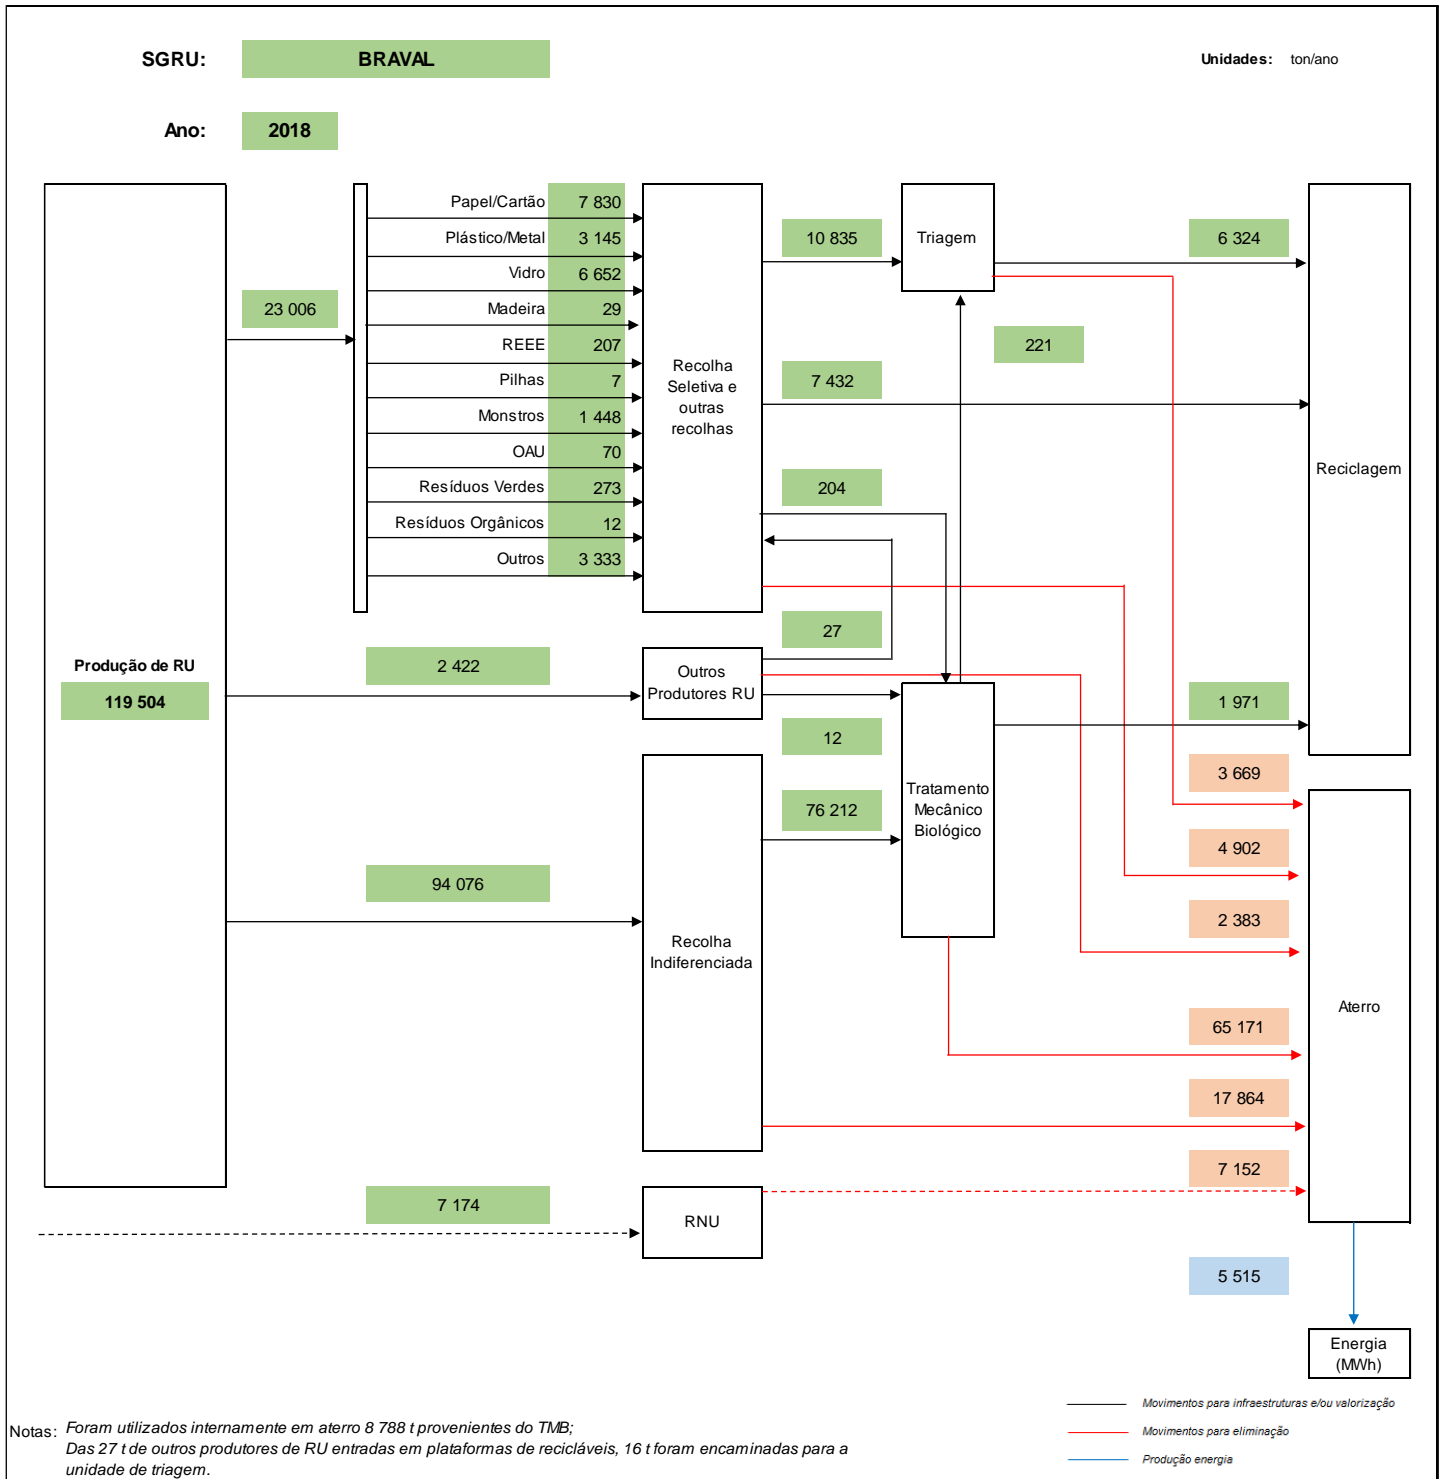 SGRU: BRAVAL
Unidades: ton/ano
Ano: 2018
Papel/Cartão 7 830
Plástico/Metal 3 145
Vidro 6 652
Madeira 29
REEE 207
Pilhas 7
Monstros 1 448
OAU 70
Resíduos Verdes 273
Resíduos Orgânicos 12
Outros 3 333
23 006
Recolha
Seletiva e
outras
recolhas
10 835
Triagem
6 324
221
7 432
204
Reciclagem
27
Produção de RU
119 504
2 422
Outros
Produtores RU
12
1 971
76 212
Tratamento
Mecânico
Biológico
3 669
4 902
2 383
94 076
Recolha
Indiferenciada
Aterro
65 171
17 864
7 152
7 174
RNU
5 515
Energia
(MWh)
Movimentos para infraestruturas e/ou valorização
Movimentos para eliminação
Produção energia
Notas: Foram utilizados internamente em aterro 8 788 t provenientes do TMB;
Das 27 t de outros produtores de RU entradas em plataformas de recicláveis, 16 t foram encaminadas para a
unidade de triagem.